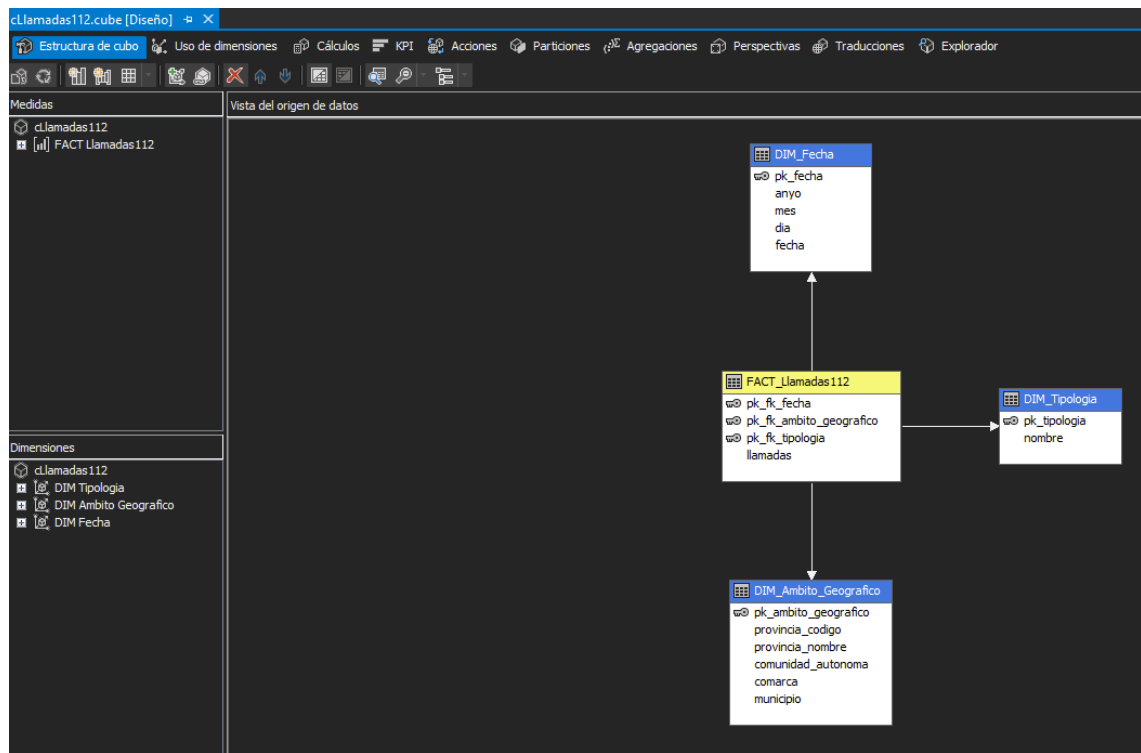 cLlamadas112.cube [Diseño]
Estructura de cubo Uso de dimensiones Cálculos KPI Acciones Particiones Agregaciones Perspectivas Traducciones Explorador
Medidas
cLlamadas112
FACT Llamadas112
Vista del origen de datos
DIM_Fecha
pk_fecha
anyo
mes
dia
fecha
FACT_Llamadas112
pk_fk_fecha
pk_fk_ambito_geografico
pk_fk_tipologia
llamadas
DIM_Tipologia
pk_tipologia
nombre
Dimensiones
cLlamadas112
DIM Tipologia
DIM Ambito Geografico
DIM Fecha
DIM_Ambito_Geografico
pk_ambito_geografico
provincia_codigo
provincia_nombre
comunidad_autonoma
comarca
municipio